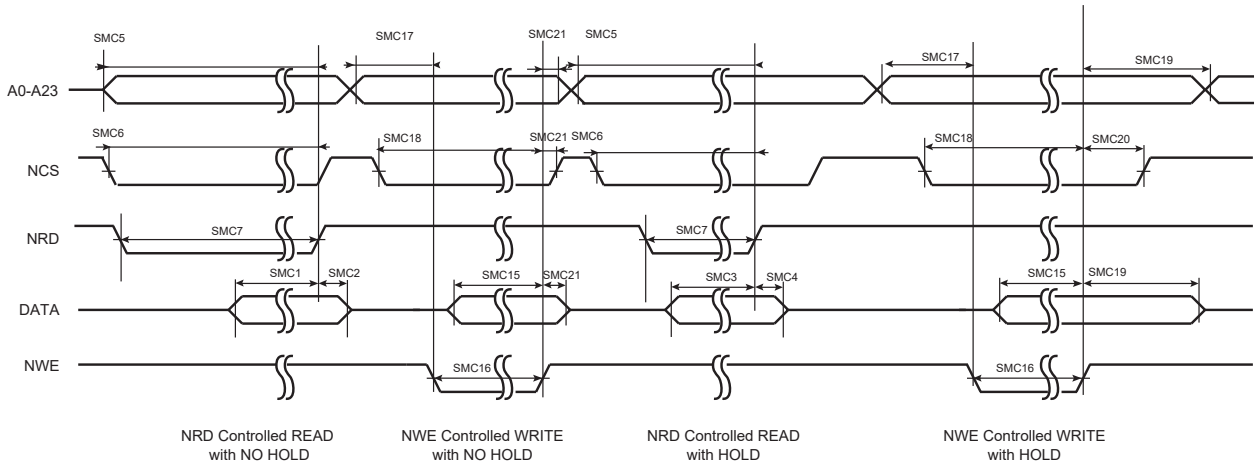 SMC5
SMC17
SMC21
SMC5
SMC17
SMC19
A0-A23
SMC6
SMC18
SMC21
SMC6
SMC18
SMC20
NCS
SMC7
SMC7
NRD
SMC1
SMC2
SMC15
SMC21
SMC3
SMC4
SMC15
SMC19
DATA
NWE
SMC16
SMC16
NRD Controlled READ
with NO HOLD
NWE Controlled WRITE
with NO HOLD
NRD Controlled READ
with HOLD
NWE Controlled WRITE
with HOLD